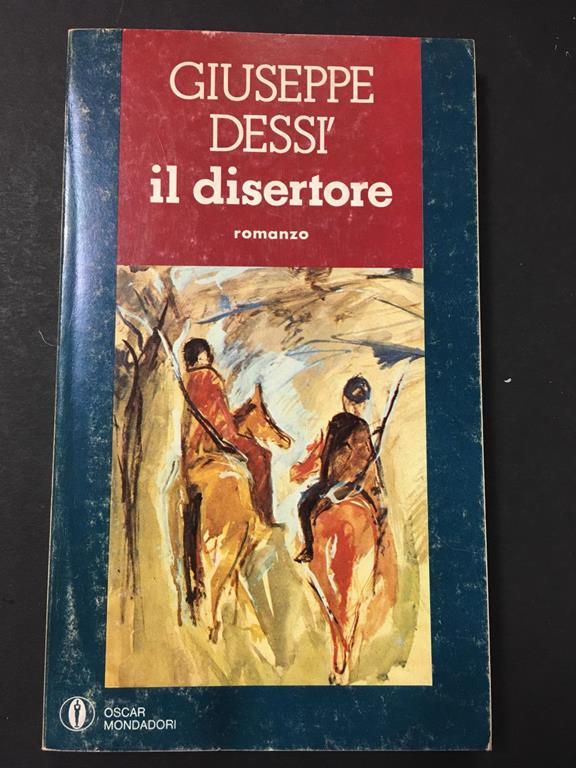 GIUSEPPE
DESSI'
il disertore
romanzo
OSCAR
MONDADORI